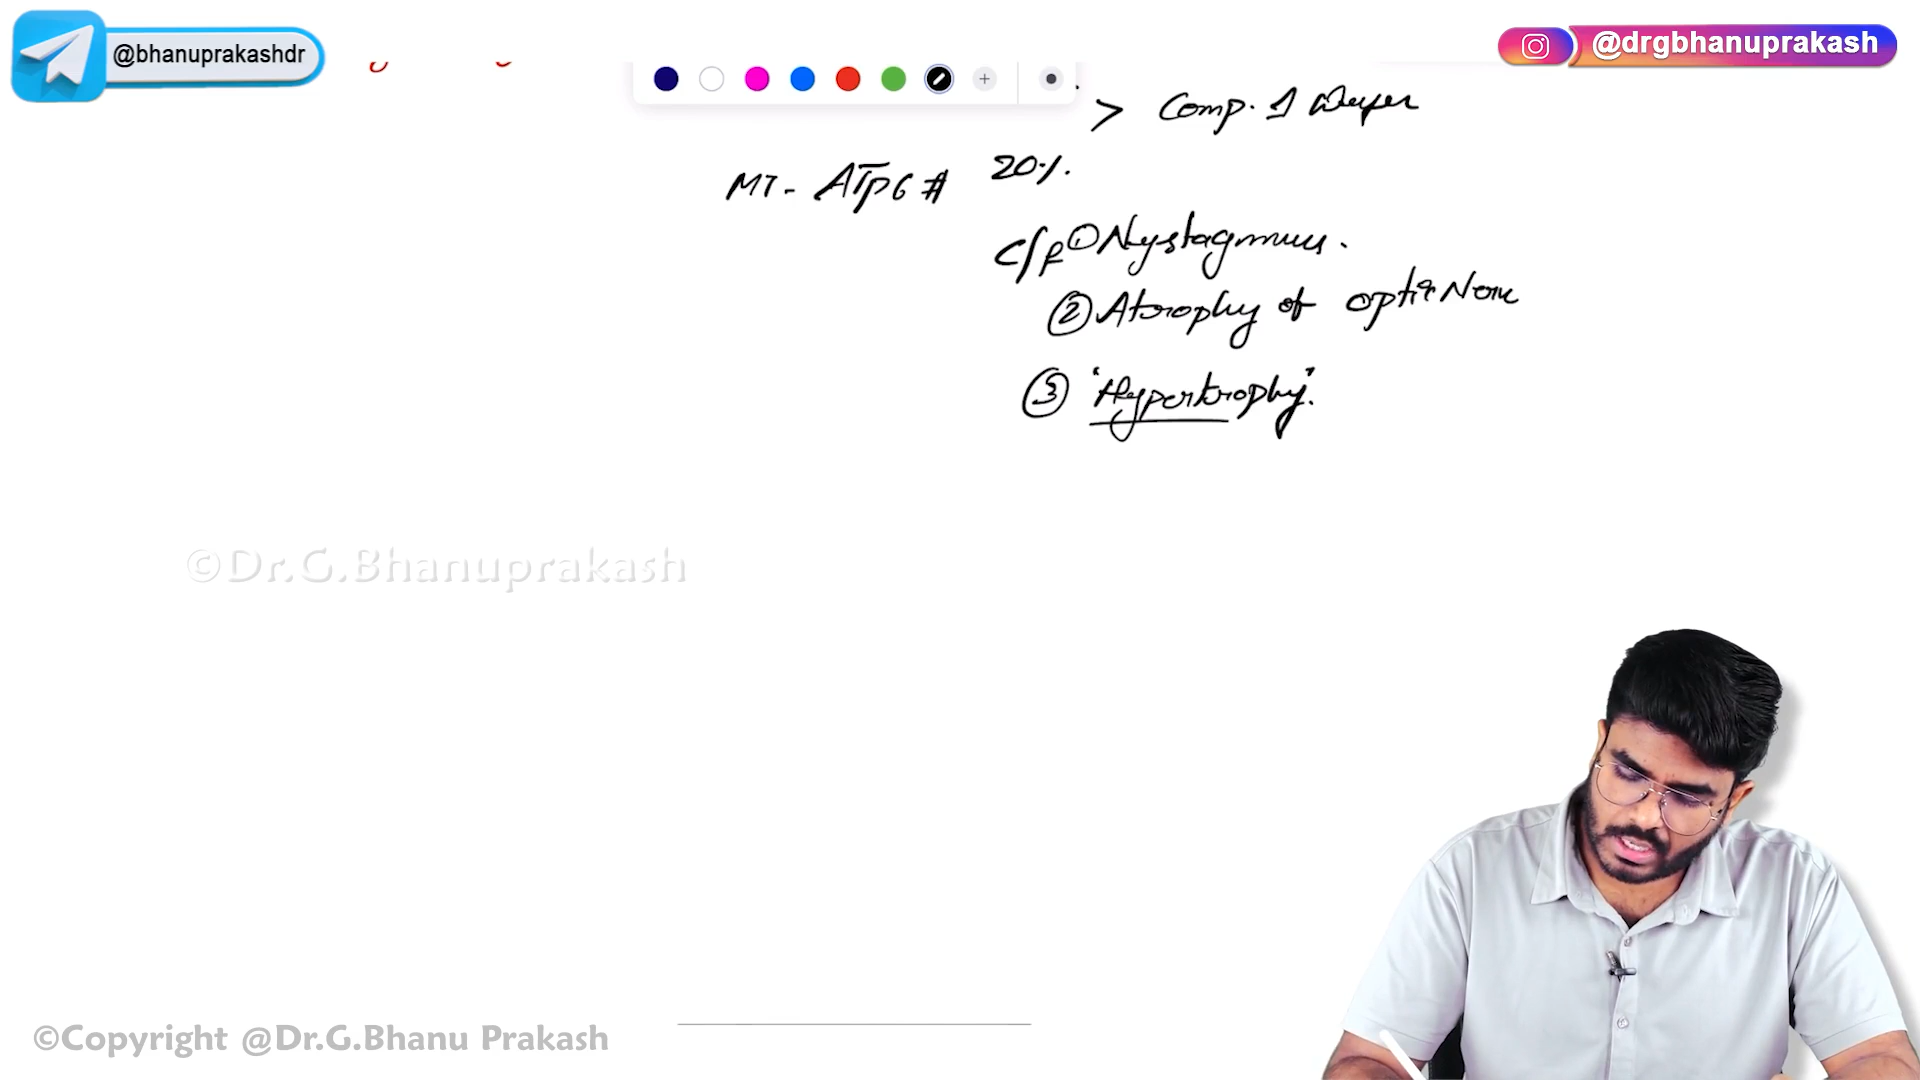 @bhanuprakashdr
@drgbhanuprakash
> Comp. 1
20%.
MT- ATP6 #
C/F ① Nystagmus.
② Atrophy of optic Nerve
③ "Hypertrophy".
©Dr.G.Bhanuprakash
©Copyright @Dr.G.Bhanu Prakash